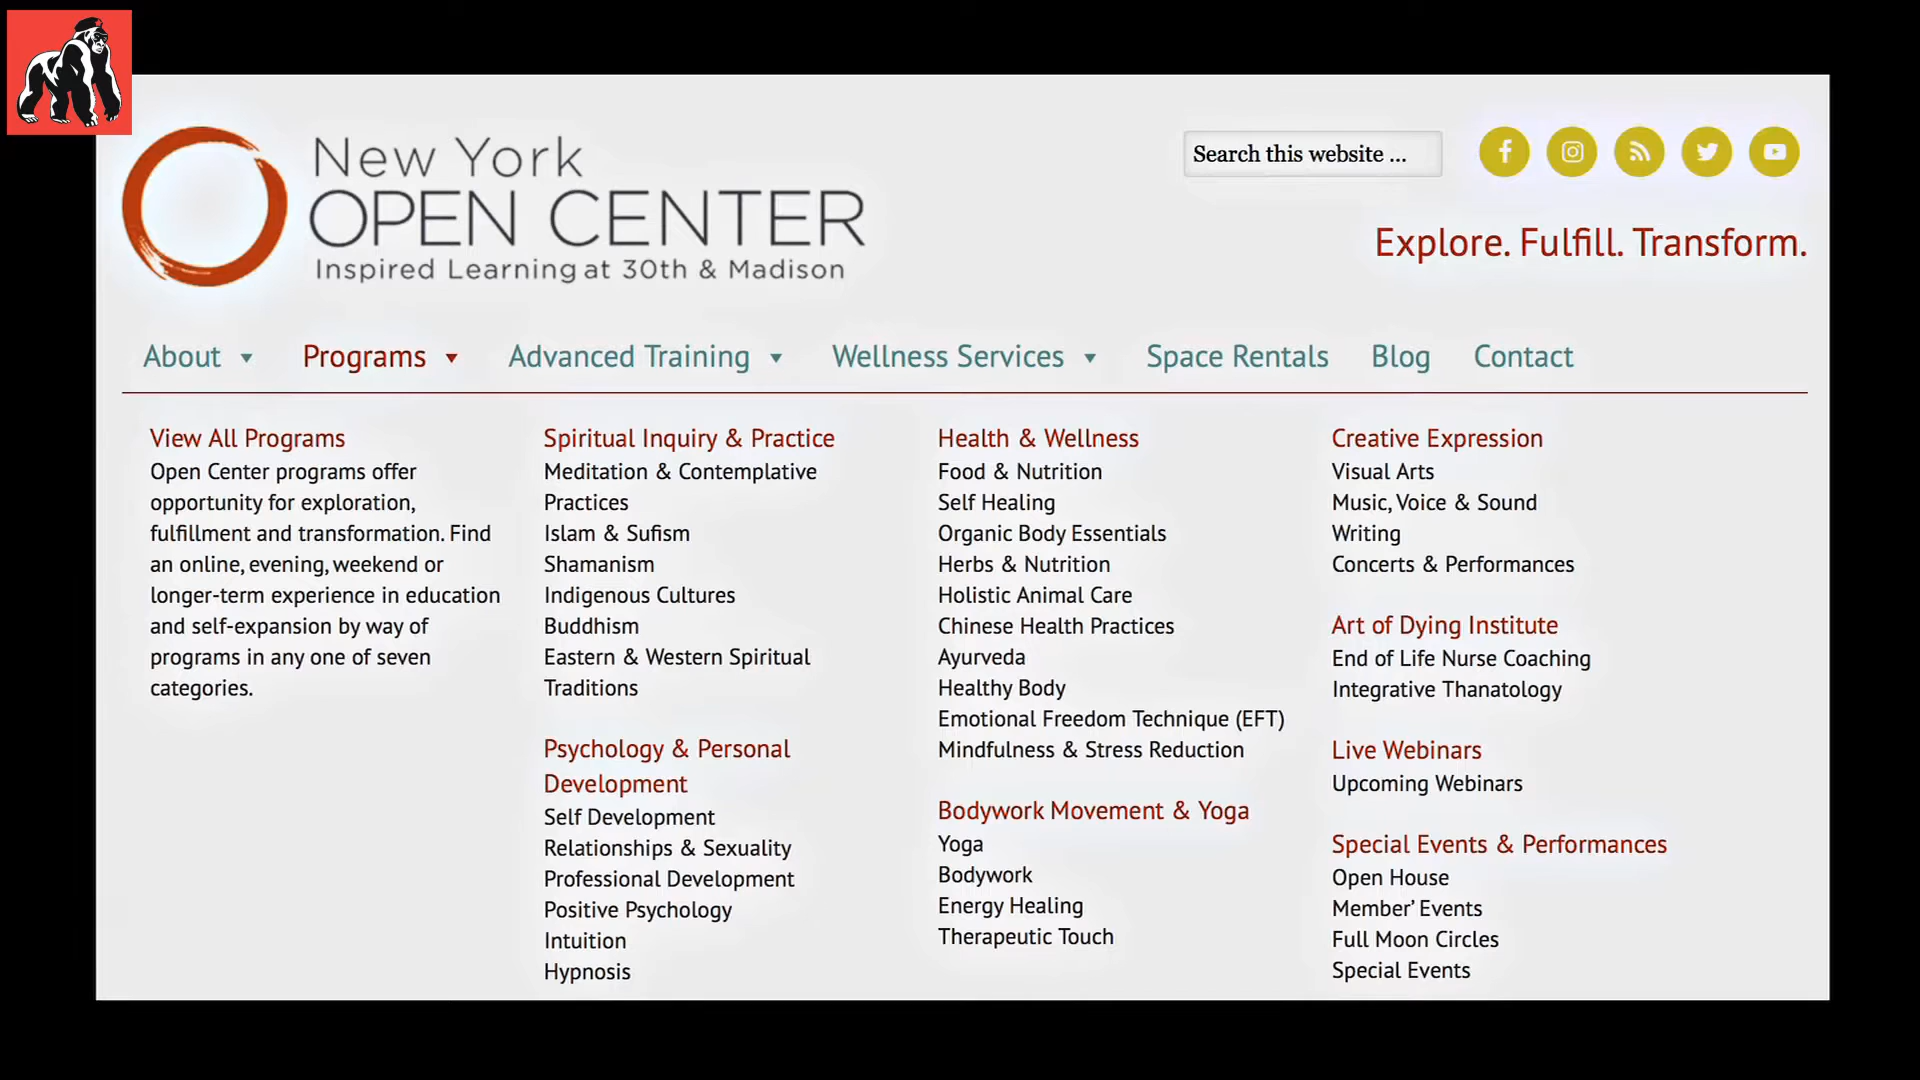 New York
OPEN CENTER
Inspired Learning at 30th & Madison
Search this website ...
Explore. Fulfill. Transform.
About
Programs
Advanced Training
Wellness Services
Space Rentals
Blog
Contact
View All Programs
Open Center programs offer
opportunity for exploration,
fulfillment and transformation. Find
an online, evening, weekend or
longer-term experience in education
and self-expansion by way of
programs in any one of seven
categories.
Spiritual Inquiry & Practice
Meditation & Contemplative
Practices
Islam & Sufism
Shamanism
Indigenous Cultures
Buddhism
Eastern & Western Spiritual
Traditions
Psychology & Personal
Development
Self Development
Relationships & Sexuality
Professional Development
Positive Psychology
Intuition
Hypnosis
Health & Wellness
Food & Nutrition
Self Healing
Organic Body Essentials
Herbs & Nutrition
Holistic Animal Care
Chinese Health Practices
Ayurveda
Healthy Body
Emotional Freedom Technique (EFT)
Mindfulness & Stress Reduction
Bodywork Movement & Yoga
Yoga
Bodywork
Energy Healing
Therapeutic Touch
Creative Expression
Visual Arts
Music, Voice & Sound
Writing
Concerts & Performances
Art of Dying Institute
End of Life Nurse Coaching
Integrative Thanatology
Live Webinars
Upcoming Webinars
Special Events & Performances
Open House
Member’ Events
Full Moon Circles
Special Events